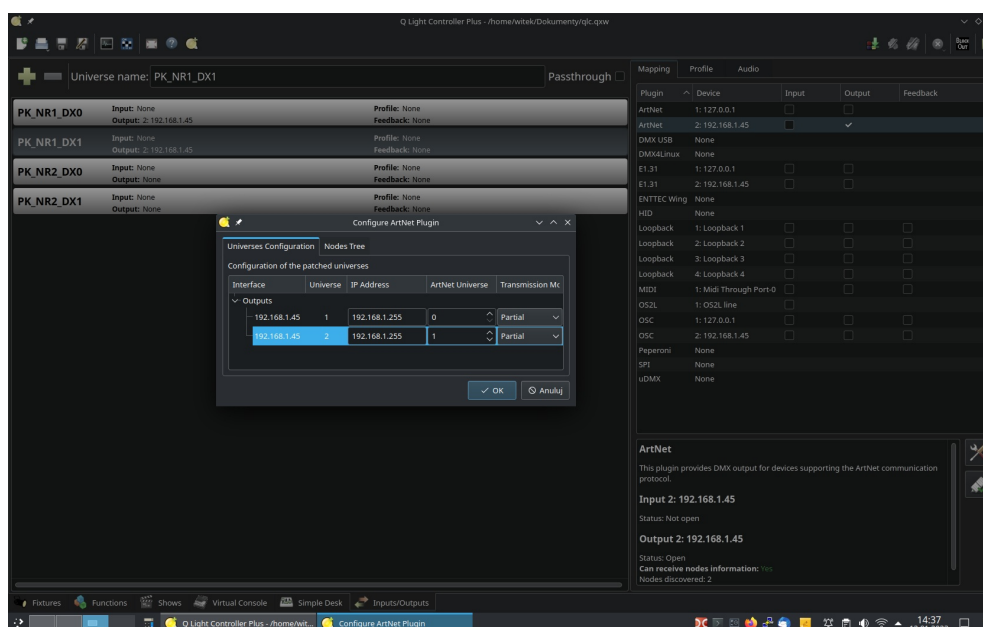 Q Light Controller Plus - /home/witek/Dokumenty/qlc.qxw
Universe name: PK_NR1_DX1 Passthrough
PK_NR1_DX0 Input: None Profile: None
Output: 2: 192.168.1.45 Feedback: None
PK_NR1_DX1 Input: None Profile: None
Output: 2: 192.168.1.45 Feedback: None
PK_NR2_DX0 Input: None Profile: None
Output: None Feedback: None
PK_NR2_DX1 Input: None Profile: None
Output: None Feedback: None
Configure ArtNet Plugin
Universes Configuration Nodes Tree
Configuration of the patched universes
Interface Universe IP Address ArtNet Universe Transmission Mc
Outputs
192.168.1.45 1 192.168.1.255 0 Partial
192.168.1.45 2 192.168.1.255 1 Partial
OK Anuluj
Black Out
Mapping Profile Audio
Plugin Device Input Output Feedback
ArtNet 1: 127.0.0.1
ArtNet 2: 192.168.1.45
DMX USB None
DMX4Linux None
E1.31 1: 127.0.0.1
E1.31 2: 192.168.1.45
ENTTEC Wing None
HID None
Loopback 1: Loopback 1
Loopback 2: Loopback 2
Loopback 3: Loopback 3
Loopback 4: Loopback 4
MIDI 1: Midi Through Port-0
OS2L 1: OS2L line
OSC 1: 127.0.0.1
OSC 2: 192.168.1.45
Peperoni None
SPI None
uDMX None
ArtNet
This plugin provides DMX output for devices supporting the ArtNet communication
protocol.
Input 2: 192.168.1.45
Status: Not open
Output 2: 192.168.1.45
Status: Open
Can receive nodes information: Yes
Nodes discovered: 2
Fixtures Functions Shows Virtual Console Simple Desk Inputs/Outputs
Q Light Controller Plus - /home/wit... Configure ArtNet Plugin 14:37